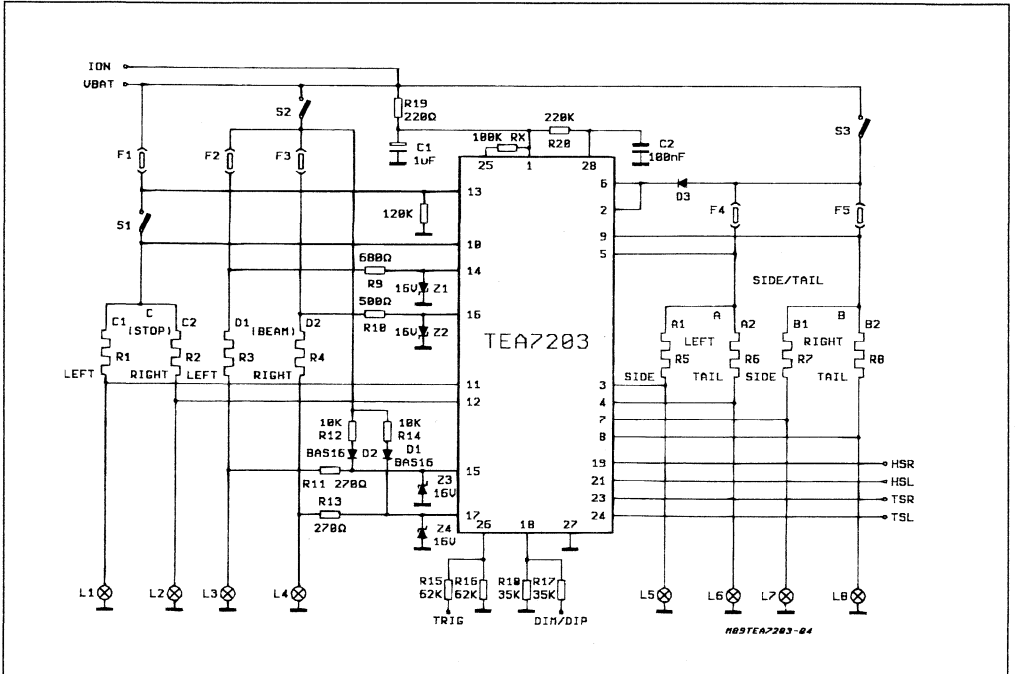 ION
VBAT
R19
220Ω
220K
S2
S3
100K RX
R20
C2
100nF
C1
1uF
F1
F2
F3
25
1
28
13
6
D3
2
F4
F5
120K
S1
10
9
5
680Ω
14
R9
16V
Z1
SIDE/TAIL
500Ω
16
R10
16V
Z2
TEA7203
C
C1
(STOP)
C2
D1
(BEAM)
D2
R1
R2
R3
R4
LEFT
RIGHT
LEFT
RIGHT
A
A1
LEFT
A2
B
B1
RIGHT
B2
R5
R6
R7
R8
SIDE
TAIL
SIDE
TAIL
11
3
12
4
7
8
10K
R12
10K
R14
BAS16
D2
D1
BAS16
15
R11 270Ω
Z3
16V
R13
270Ω
17
Z4
16V
19
HSR
21
HSL
23
TSR
24
TSL
26
18
27
R15
62K
R16
62K
R18
35K
R17
35K
TRIG
DIM/DIP
L1
L2
L3
L4
L5
L6
L7
L8
M89TEA7203-04